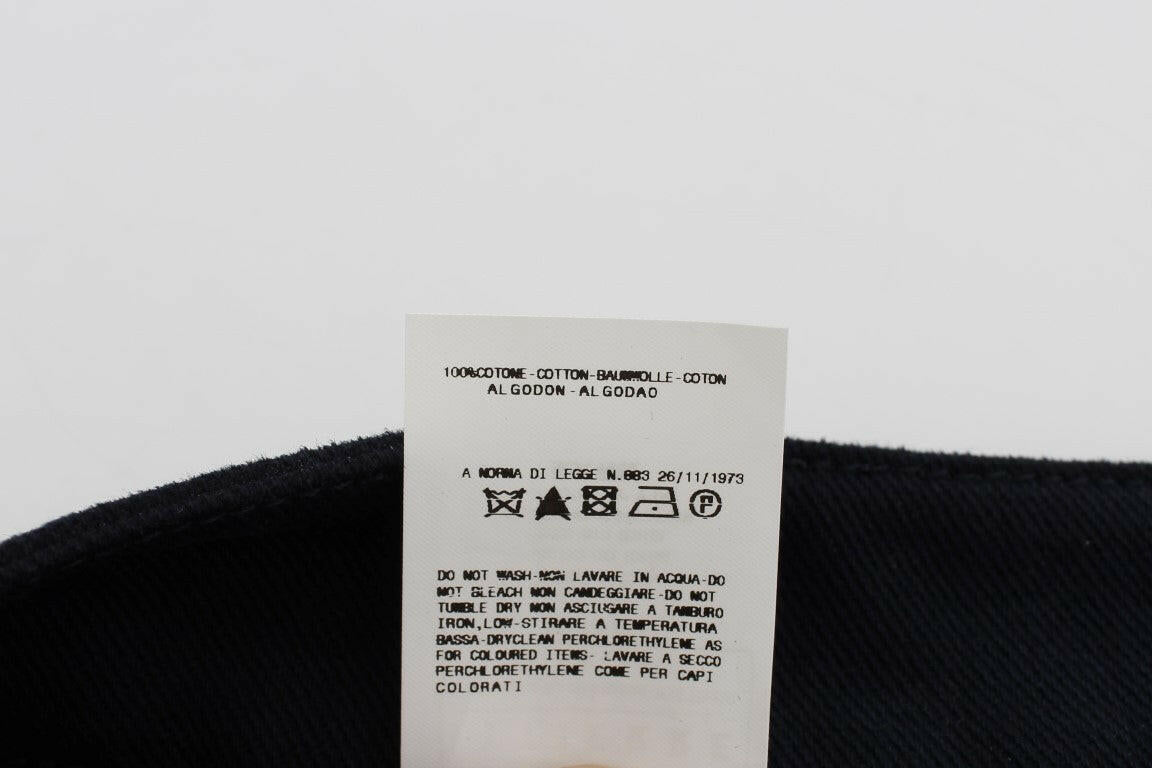 100%COTONE-COTTON-BAUMWOLLE-COTON
ALGODON-ALGODAO
A NORMA DI LEGGE N.883 26/11/1973
P
DO NOT WASH-NON LAVARE IN ACQUA-DO
NOT BLEACH NON CANDEGGIARE-DO NOT
TUMBLE DRY NON ASCIUGARE A TAMBURO
IRON,LOW-STIRARE A TEMPERATURA
BASSA-DRYCLEAN PERCHLORETHYLENE AS
FOR COLOURED ITEMS- LAVARE A SECCO
PERCHLORETHYLENE COME PER CAPI
COLORATI